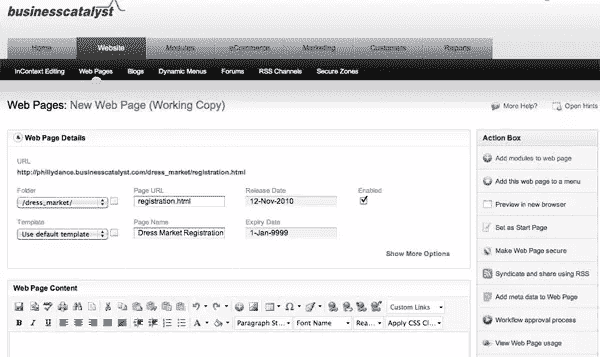 businesscatalyst
Home Website Modules eCommerce Marketing Customers Reports
InContext Editing Web Pages Blogs Dynamic Menus Forums RSS Channels Secure Zones
Web Pages: New Web Page (Working Copy)
More Help? Open Hints
Web Page Details
URL
http://phillydance.businesscatalyst.com/dress_market/registration.html
Folder Page URL Release Date Enabled
/dress_market/ registration.html 12-Nov-2010
Template Page Name Expiry Date
Use default template Dress Market Registration 1-Jan-9999
Show More Options
Web Page Content
Custom Links
B I U Paragraph St... Font Name Rea... Apply CSS Cl...
Action Box
Add modules to web page
Add this web page to a menu
Preview in new browser
Set as Start Page
Make Web Page secure
Syndicate and share using RSS
Add meta data to Web Page
Workflow approval process
View Web Page usage